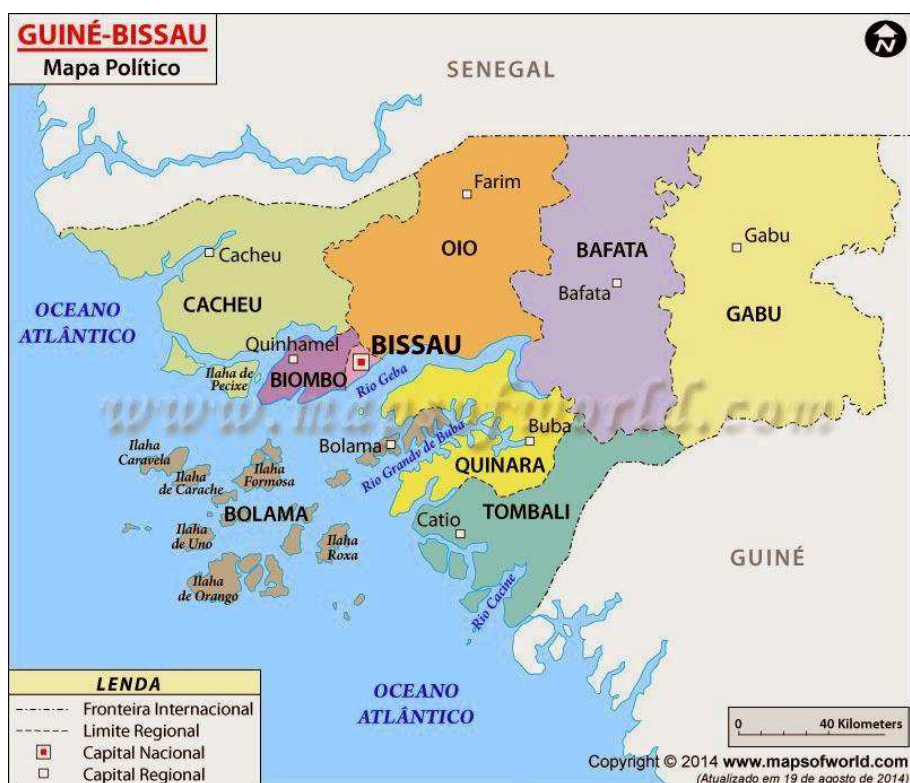 GUINÉ-BISSAU
Mapa Político
N
SENEGAL
Farim
Cacheu
OIO
BAFATA
Gabu
Bafata
CACHEU
GABU
OCEANO
ATLÂNTICO
Quinhamel
BISSAU
BIOMBO
Ilaha de
Pecixe
Rio Geba
www.mapsofworld.com
Bolama
Rio Grandv de Buba
Buba
QUINARA
Ilaha
Caravela
Ilaha
de Carache
Ilaha
Formosa
BOLAMA
Catio
TOMBALI
Ilaha
de Uno
Ilaha
Roxa
Ilaha
de Orango
GUINÉ
Rio Cacine
OCEANO
ATLÂNTICO
LENDA
Fronteira Internacional
Limite Regional
Capital Nacional
Capital Regional
0 40 Kilometers
Copyright © 2014 www.mapsofworld.com
(Atualizado em 19 de agosto de 2014)